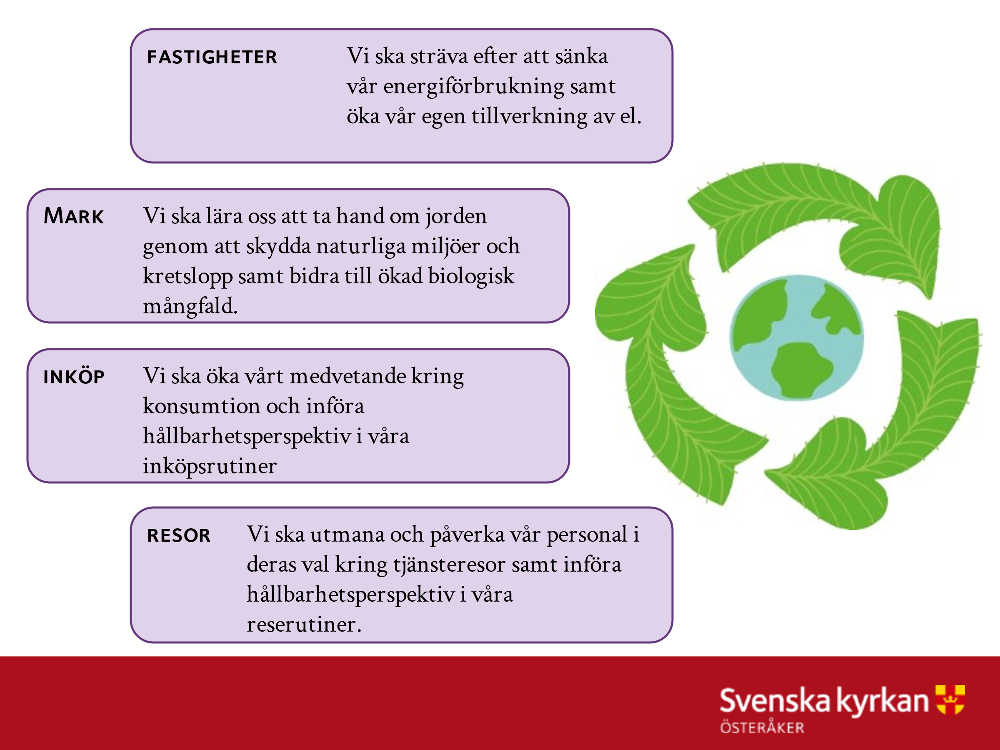 FASTIGHETER Vi ska sträva efter att sänka
vår energiförbrukning samt
öka vår egen tillverkning av el.
MARK Vi ska lära oss att ta hand om jorden
genom att skydda naturliga miljöer och
kretslopp samt bidra till ökad biologisk
mångfald.
INKÖP Vi ska öka vårt medvetande kring
konsumtion och införa
hållbarhetsperspektiv i våra
inköpsrutiner
RESOR Vi ska utmana och påverka vår personal i
deras val kring tjänsteresor samt införa
hållbarhetsperspektiv i våra
reserutiner.
Svenska kyrkan
ÖSTERÅKER